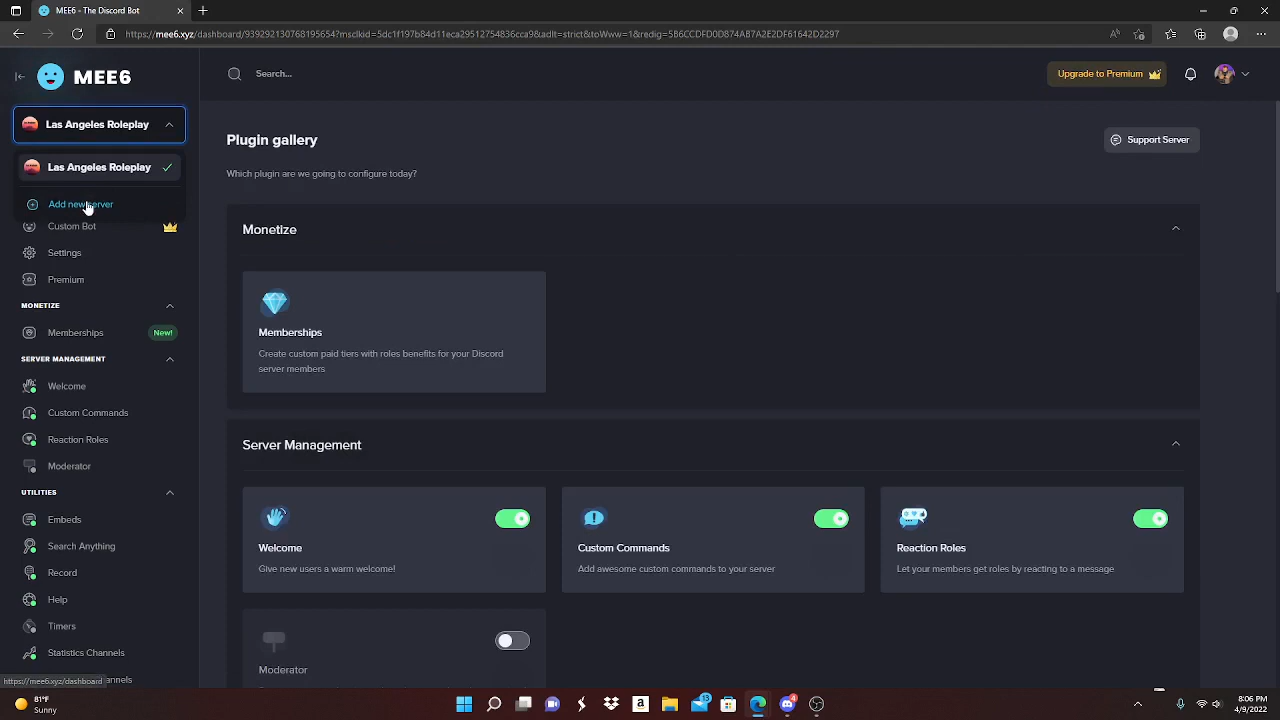 MEE6 - The Discord Bot
https://mee6.xyz/dashboard/939292130768195654?msclkid=5dc1f197b84d11eca29512754835cca98&adlt=strict&toWww=1&redig=5B6CCDFD0D874AB7A2E2DF61642D2297
MEE6
Search...
Upgrade to Premium
Las Angeles Roleplay
Las Angeles Roleplay
Add new server
Custom Bot
Settings
Premium
MONETIZE
Memberships
New!
SERVER MANAGEMENT
Welcome
Custom Commands
Reaction Roles
Moderator
UTILITIES
Embeds
Search Anything
Record
Help
Timers
Statistics Channels
https://mee6.xyz/dashboard
Plugin gallery
Support Server
Which plugin are we going to configure today?
Monetize
Memberships
Create custom paid tiers with roles benefits for your Discord
server members
Server Management
Welcome
Give new users a warm welcome!
Custom Commands
Add awesome custom commands to your server
Reaction Roles
Let your members get roles by reacting to a message
Moderator
81°F
Sunny
13
4
8:06 PM
4/9/2022